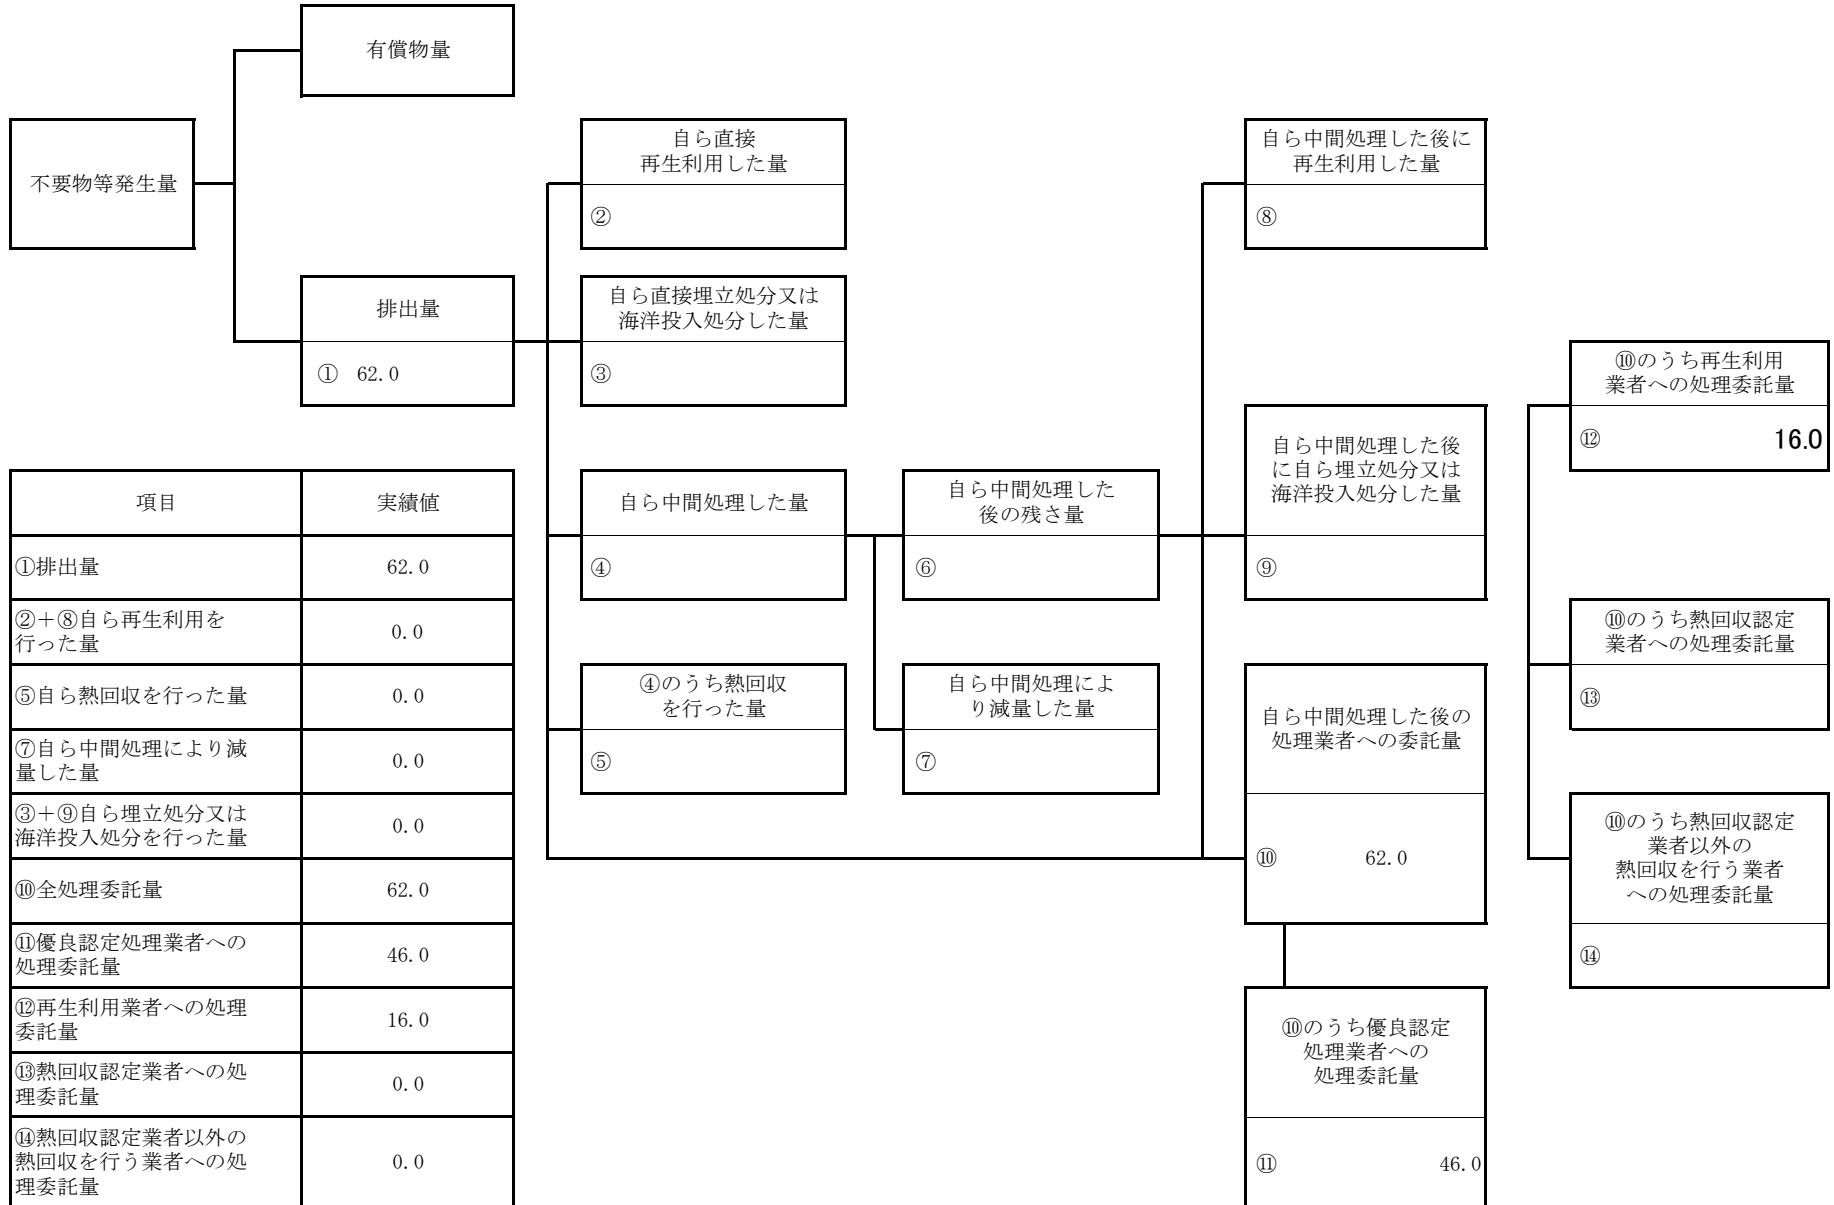 有償物量
不要物等発生量
排出量
① 62.0
自ら直接
再生利用した量
②
自ら直接埋立処分又は
海洋投入処分した量
③
自ら中間処理した量
④
④のうち熱回収
を行った量
⑤
自ら中間処理した
後の残さ量
⑥
自ら中間処理によ
り減量した量
⑦
自ら中間処理した後に
再生利用した量
⑧
自ら中間処理した後
に自ら埋立処分又は
海洋投入処分した量
⑨
自ら中間処理した後の
処理業者への委託量
⑩ 62.0
⑩のうち優良認定
処理業者への
処理委託量
⑪ 46.0
⑩のうち再生利用
業者への処理委託量
⑫ 16.0
⑩のうち熱回収認定
業者への処理委託量
⑬
⑩のうち熱回収認定
業者以外の
熱回収を行う業者
への処理委託量
⑭
項目 実績値
①排出量 62.0
②+⑧自ら再生利用を
行った量 0.0
⑤自ら熱回収を行った量 0.0
⑦自ら中間処理により減
量した量 0.0
③+⑨自ら埋立処分又は
海洋投入処分を行った量 0.0
⑩全処理委託量 62.0
⑪優良認定処理業者への
処理委託量 46.0
⑫再生利用業者への処理
委託量 16.0
⑬熱回収認定業者への処
理委託量 0.0
⑭熱回収認定業者以外の
熱回収を行う業者への処
理委託量 0.0